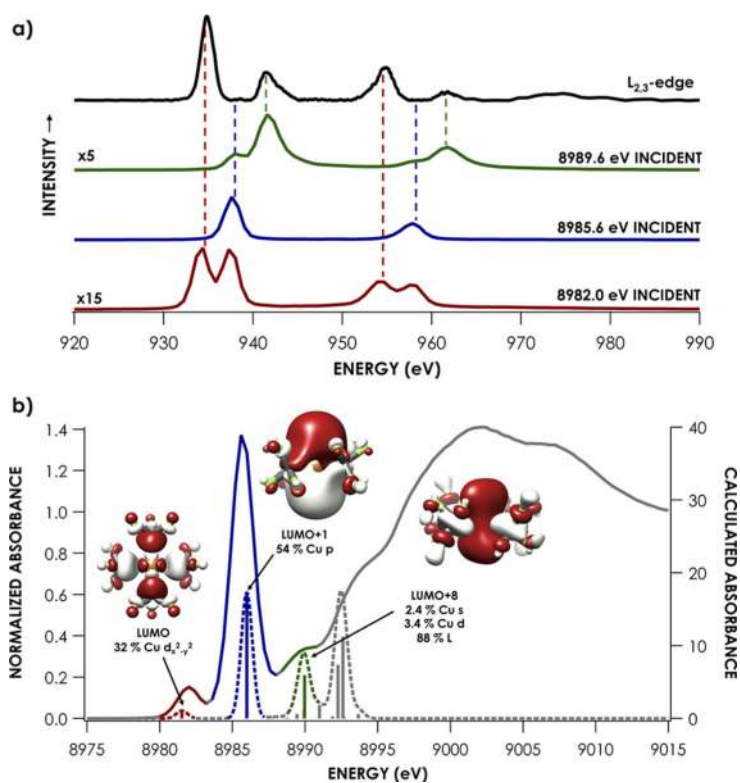 a)
INTENSITY →
L2,3-edge
x5
8989.6 eV INCIDENT
8985.6 eV INCIDENT
x15
8982.0 eV INCIDENT
920 930 940 950 960 970 980 990
ENERGY (eV)
b)
NORMALIZED ABSORBANCE
1.4
1.2
1.0
0.8
0.6
0.4
0.2
0.0
LUMO
32 % Cu dx2-y2
LUMO+1
54 % Cu p
LUMO+8
2.4 % Cu s
3.4 % Cu d
88 % L
40
30
20
10
0
CALCULATED ABSORBANCE
8975 8980 8985 8990 8995 9000 9005 9010 9015
ENERGY (eV)